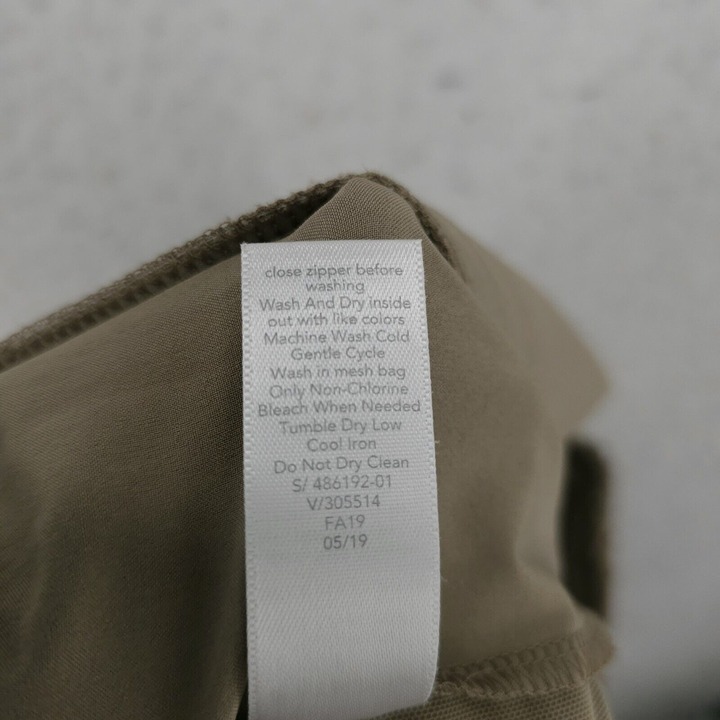 close zipper before
washing
Wash And Dry inside
out with like colors
Machine Wash Cold
Gentle Cycle
Wash in mesh bag
Only Non-Chlorine
Bleach When Needed
Tumble Dry Low
Cool Iron
Do Not Dry Clean
S/ 486192-01
V/305514
FA19
05/19